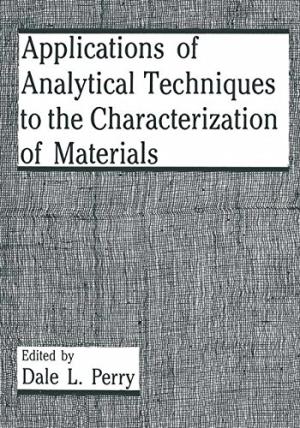 Applications of
Analytical Techniques
to the Characterization
of Materials
Edited by
Dale L. Perry